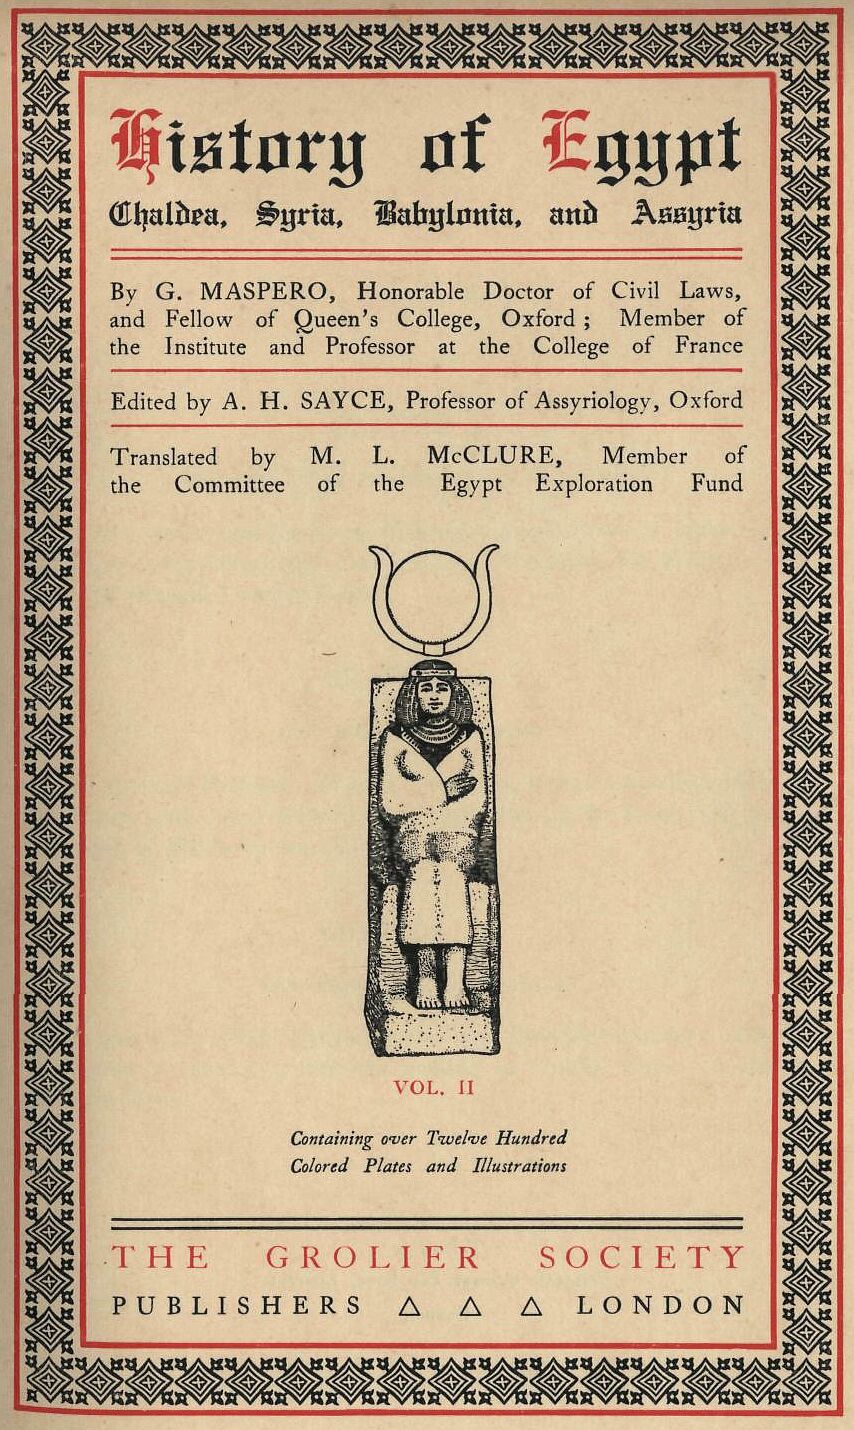 History of Egypt
Chaldea, Syria, Babylonia, and Assyria
By G. MASPERO, Honorable Doctor of Civil Laws,
and Fellow of Queen's College, Oxford ; Member of
the Institute and Professor at the College of France
Edited by A. H. SAYCE, Professor of Assyriology, Oxford
Translated by M. L. McCLURE, Member of
the Committee of the Egypt Exploration Fund
VOL. II
Containing over Twelve Hundred
Colored Plates and Illustrations
THE GROLIER SOCIETY
PUBLISHERS △ △ △ LONDON